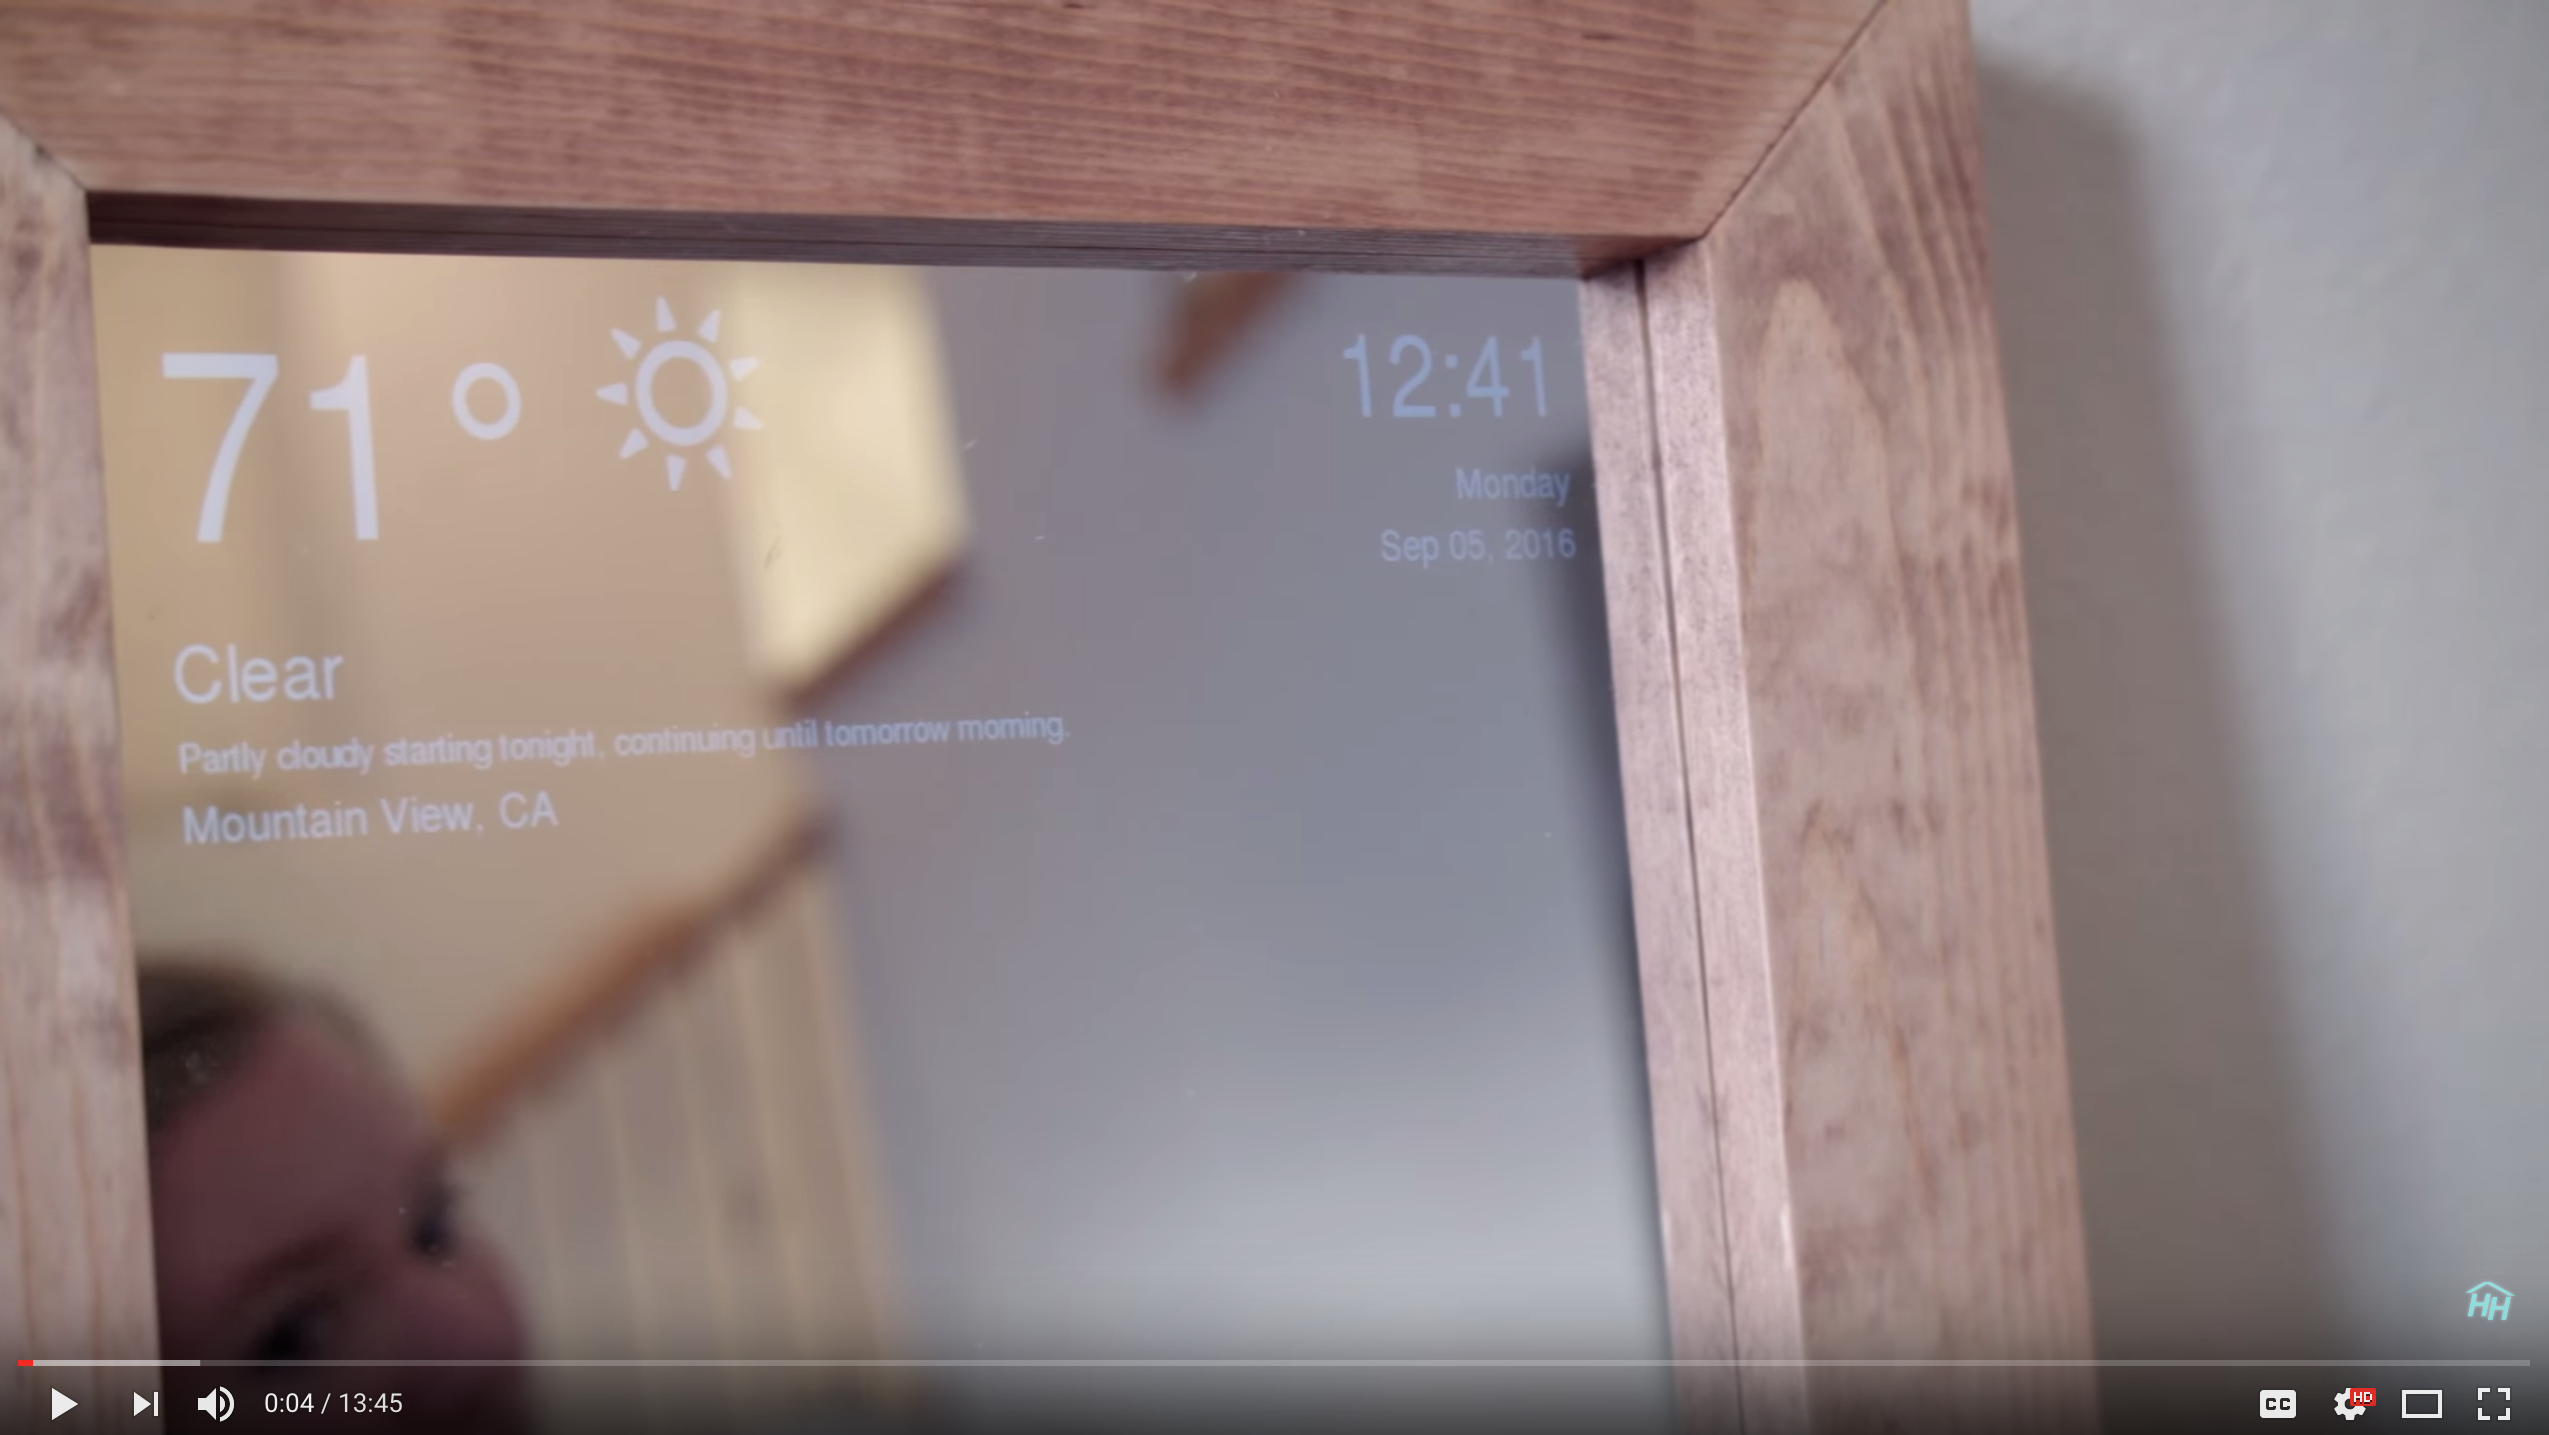 71°
12:41
Monday
Sep 05, 2016
Clear
Partly cloudy starting tonight, continuing until tomorrow morning.
Mountain View, CA
HH
0:04 / 13:45
CC
HD